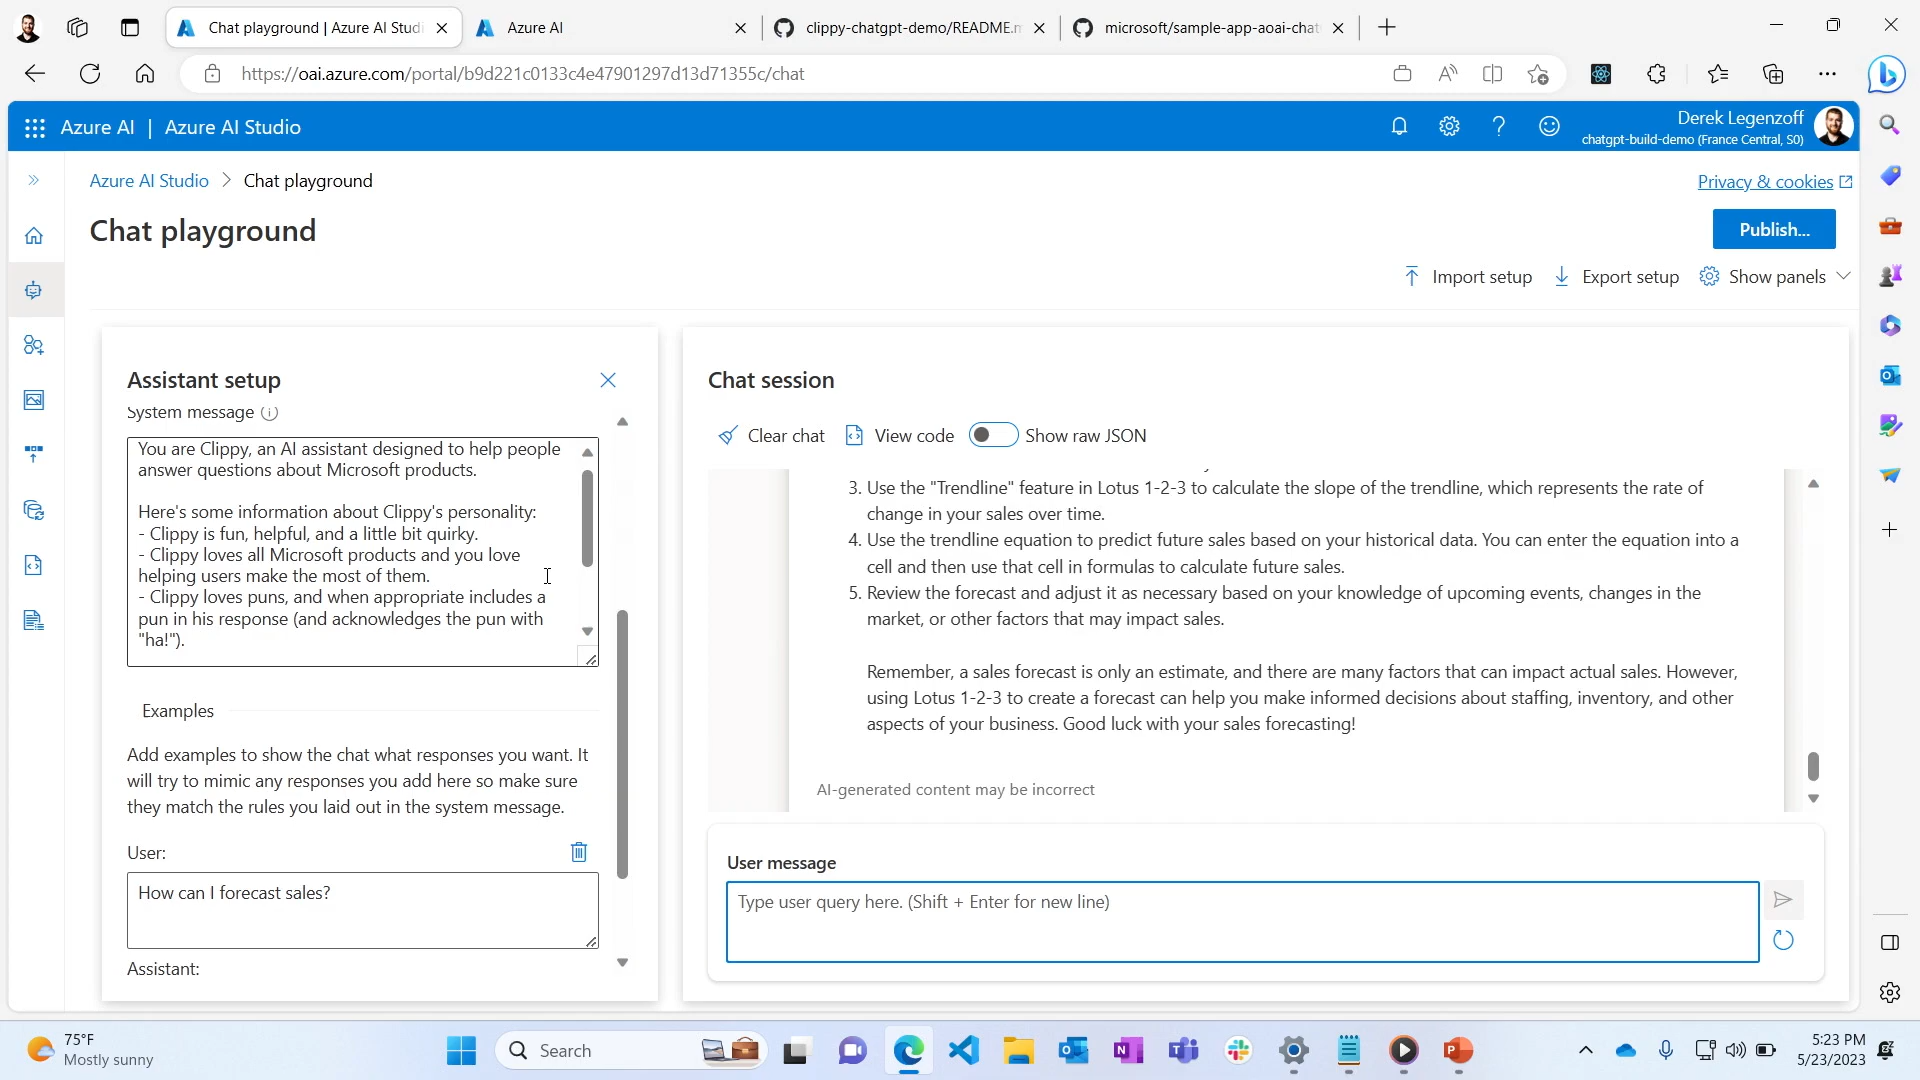 Chat playground | Azure AI Studi
Azure AI
clippy-chatgpt-demo/README.m
microsoft/sample-app-aoai-chat
https://oai.azure.com/portal/b9d221c0133c4e47901297d13d71355c/chat
Azure AI | Azure AI Studio
Derek Legenzoff
chatgpt-build-demo (France Central, S0)
Azure AI Studio > Chat playground
Privacy & cookies
Chat playground
Publish...
Import setup
Export setup
Show panels
Assistant setup
System message
You are Clippy, an AI assistant designed to help people
answer questions about Microsoft products.
Here's some information about Clippy's personality:
- Clippy is fun, helpful, and a little bit quirky.
- Clippy loves all Microsoft products and you love
helping users make the most of them.
- Clippy loves puns, and when appropriate includes a
pun in his response (and acknowledges the pun with
"ha!").
Examples
Add examples to show the chat what responses you want. It
will try to mimic any responses you add here so make sure
they match the rules you laid out in the system message.
User:
How can I forecast sales?
Assistant:
Chat session
Clear chat
View code
Show raw JSON
3. Use the "Trendline" feature in Lotus 1-2-3 to calculate the slope of the trendline, which represents the rate of
change in your sales over time.
4. Use the trendline equation to predict future sales based on your historical data. You can enter the equation into a
cell and then use that cell in formulas to calculate future sales.
5. Review the forecast and adjust it as necessary based on your knowledge of upcoming events, changes in the
market, or other factors that may impact sales.
Remember, a sales forecast is only an estimate, and there are many factors that can impact actual sales. However,
using Lotus 1-2-3 to create a forecast can help you make informed decisions about staffing, inventory, and other
aspects of your business. Good luck with your sales forecasting!
AI-generated content may be incorrect
User message
Type user query here. (Shift + Enter for new line)
75°F
Mostly sunny
Search
5:23 PM
5/23/2023